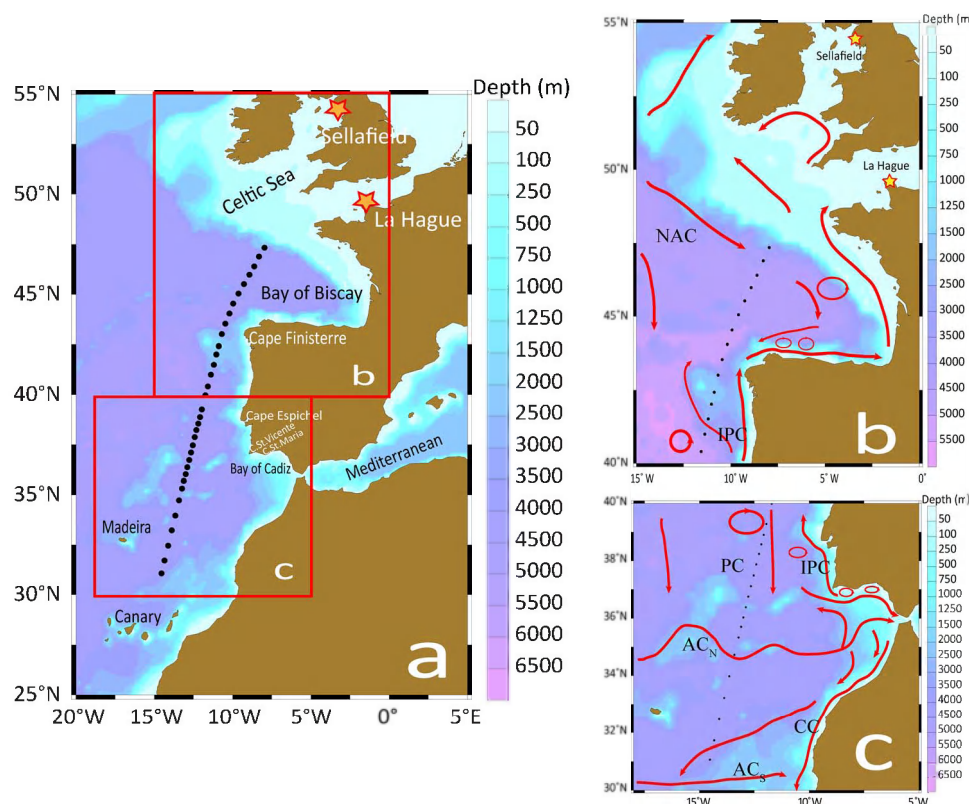 Depth (m)
55°N
50°N
45°N
40°N
35°N
30°N
25°N
20°W
15°W
10°W
5°W
0°
5°E
50
100
250
500
750
1000
1250
1500
2000
2500
3000
3500
4000
4500
5000
5500
6000
6500
Sellafield
Celtic Sea
La Hague
Bay of Biscay
Cape Finisterre
b
Cape Espichel
C St Vicente
C St Maria
Bay of Cadiz
Mediterranean
Madeira
c
Canary
a
Depth (m)
55°N
50°N
45°N
40°N
15°W
10°W
5°W
0°
50
100
250
500
750
1000
1250
1500
2000
2500
3000
3500
4000
4500
5000
5500
Sellafield
La Hague
NAC
IPC
b
Depth (m)
40°N
38°N
36°N
34°N
32°N
30°N
15°W
10°W
5°W
50
100
250
500
750
1000
1250
1500
2000
2500
3000
3500
4000
4500
5000
5500
6000
6500
PC
IPC
AC_N
CC
AC_S
c